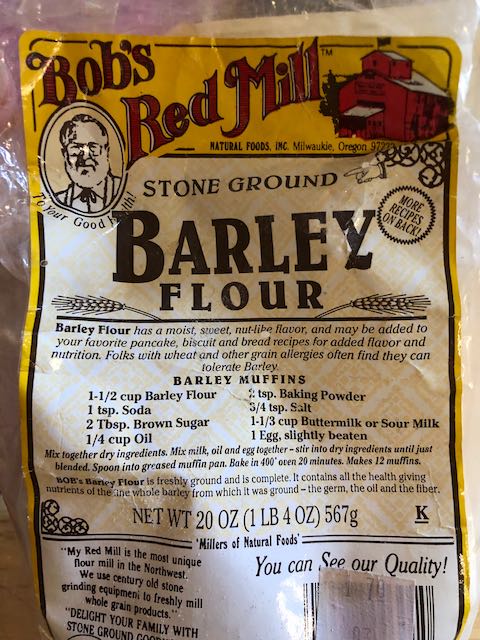 Bob's
Red Mill™
NATURAL FOODS, INC. Milwaukie, Oregon 97222
To Your Good Health!
STONE GROUND
MORE
RECIPES
ON BACK!
BARLEY
FLOUR
Barley Flour has a moist, sweet, nut-like flavor, and may be added to
your favorite pancake, biscuit and bread recipes for added flavor and
nutrition. Folks with wheat and other grain allergies often find they can
tolerate Barley.
BARLEY MUFFINS
1-1/2 cup Barley Flour 2 tsp. Baking Powder
1 tsp. Soda 3/4 tsp. Salt
2 Tbsp. Brown Sugar 1-1/3 cup Buttermilk or Sour Milk
1/4 cup Oil 1 Egg, slightly beaten
Mix together dry ingredients. Mix milk, oil and egg together - stir into dry ingredients until just
blended. Spoon into greased muffin pan. Bake in 400° oven 20 minutes. Makes 12 muffins.
BOB's Barley Flour is freshly ground and is complete. It contains all the health giving
nutrients of the fine whole barley from which it was ground – the germ, the oil and the fiber.
NET WT 20 OZ (1 LB 4 OZ) 567g K
'Millers of Natural Foods'
"My Red Mill is the most unique
flour mill in the Northwest.
We use century old stone
grinding equipment to freshly mill
whole grain products."
"DELIGHT YOUR FAMILY WITH
STONE GROUND
You can See our Quality!